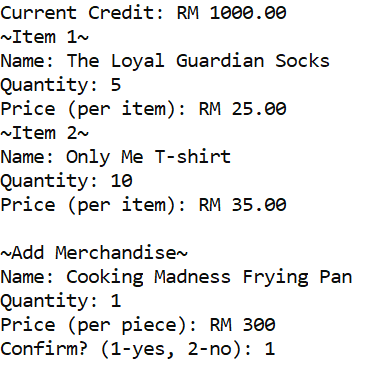 Current Credit: RM 1000.00
~Item 1~
Name: The Loyal Guardian Socks
Quantity: 5
Price (per item): RM 25.00
~Item 2~
Name: Only Me T-shirt
Quantity: 10
Price (per item): RM 35.00

~Add Merchandise~
Name: Cooking Madness Frying Pan
Quantity: 1
Price (per piece): RM 300
Confirm? (1-yes, 2-no): 1